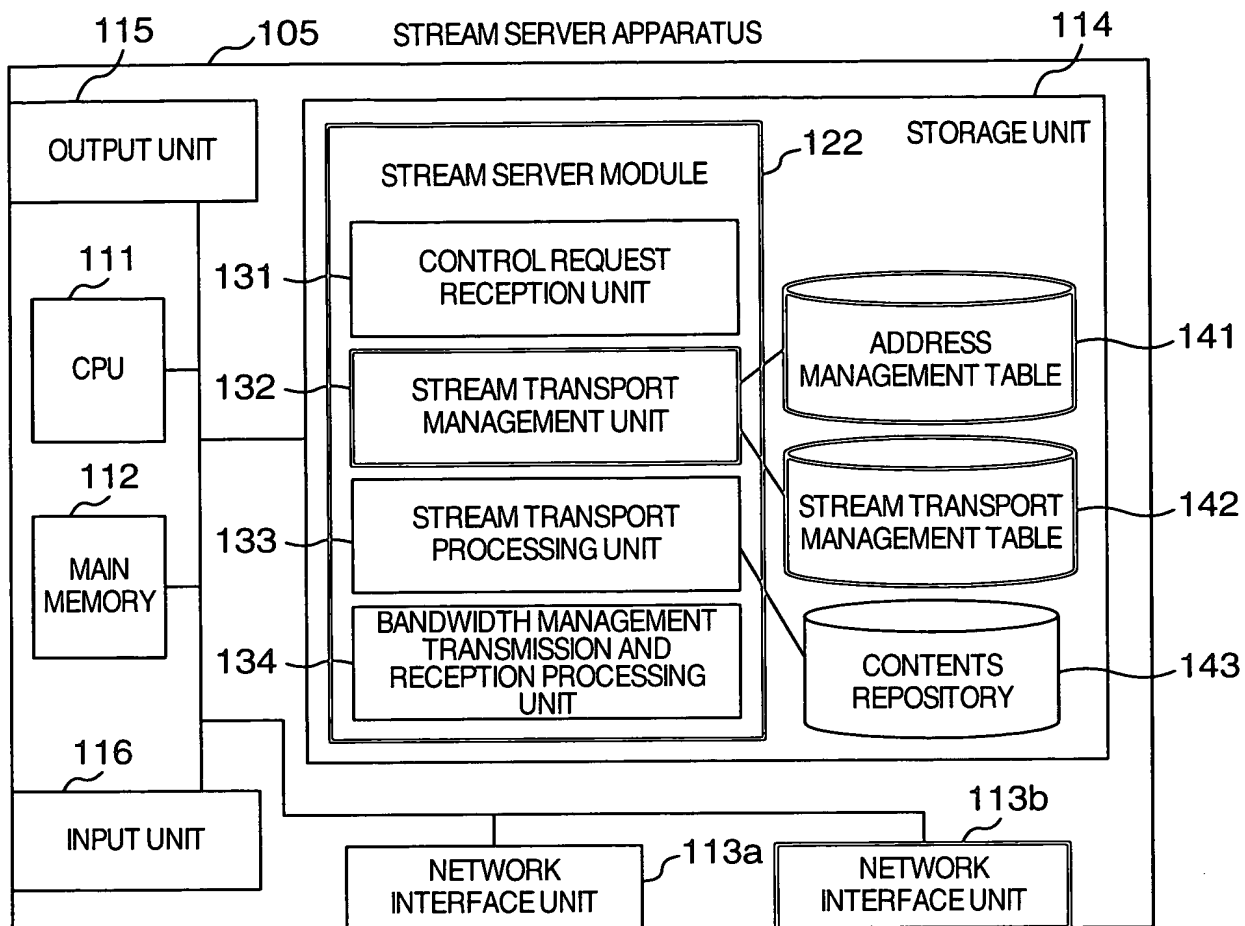 115
105
STREAM SERVER APPARATUS
114
OUTPUT UNIT
STORAGE UNIT
122
STREAM SERVER MODULE
111
CPU
131
CONTROL REQUEST
RECEPTION UNIT
132
STREAM TRANSPORT
MANAGEMENT UNIT
ADDRESS
MANAGEMENT TABLE
141
112
MAIN
MEMORY
133
STREAM TRANSPORT
PROCESSING UNIT
STREAM TRANSPORT
MANAGEMENT TABLE
142
134
BANDWIDTH MANAGEMENT
TRANSMISSION AND
RECEPTION PROCESSING
UNIT
CONTENTS
REPOSITORY
143
116
INPUT UNIT
NETWORK
INTERFACE UNIT
113a
113b
NETWORK
INTERFACE UNIT